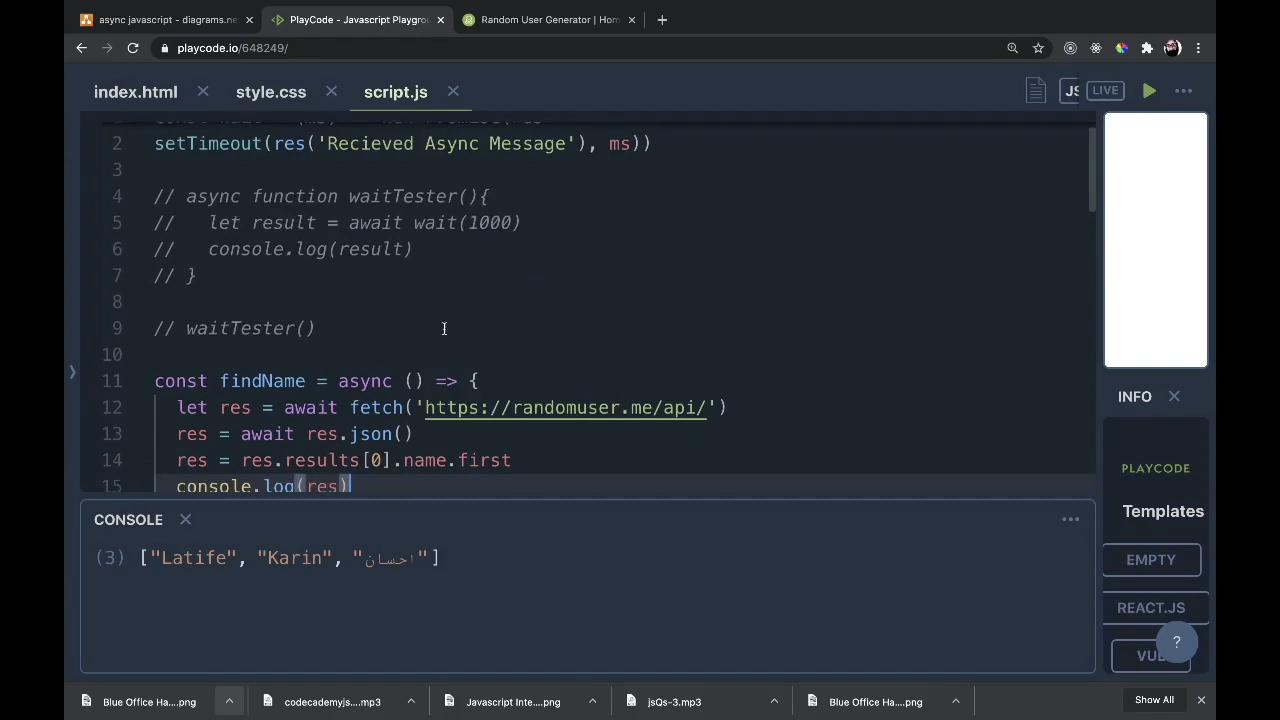 async javascript - diagrams.ne
PlayCode - Javascript Playgrou
Random User Generator | Hom
playcode.io/648249/
index.html
style.css
script.js
JS
LIVE
2 setTimeout(res('Recieved Async Message'), ms))
3
4 // async function waitTester(){
5 // let result = await wait(1000)
6 // console.log(result)
7 // }
8
9 // waitTester()
10
11 const findName = async () => {
12 let res = await fetch('https://randomuser.me/api/')
13 res = await res.json()
14 res = res.results[0].name.first
15 console.log(res)
INFO
PLAYCODE
Templates
EMPTY
REACT.JS
VUE
?
CONSOLE
(3) ["Latife", "Karin", "احسان"]
Blue Office Ha....png
codecademyjs....mp3
Javascript Inte....png
jsQs-3.mp3
Blue Office Ha....png
Show All